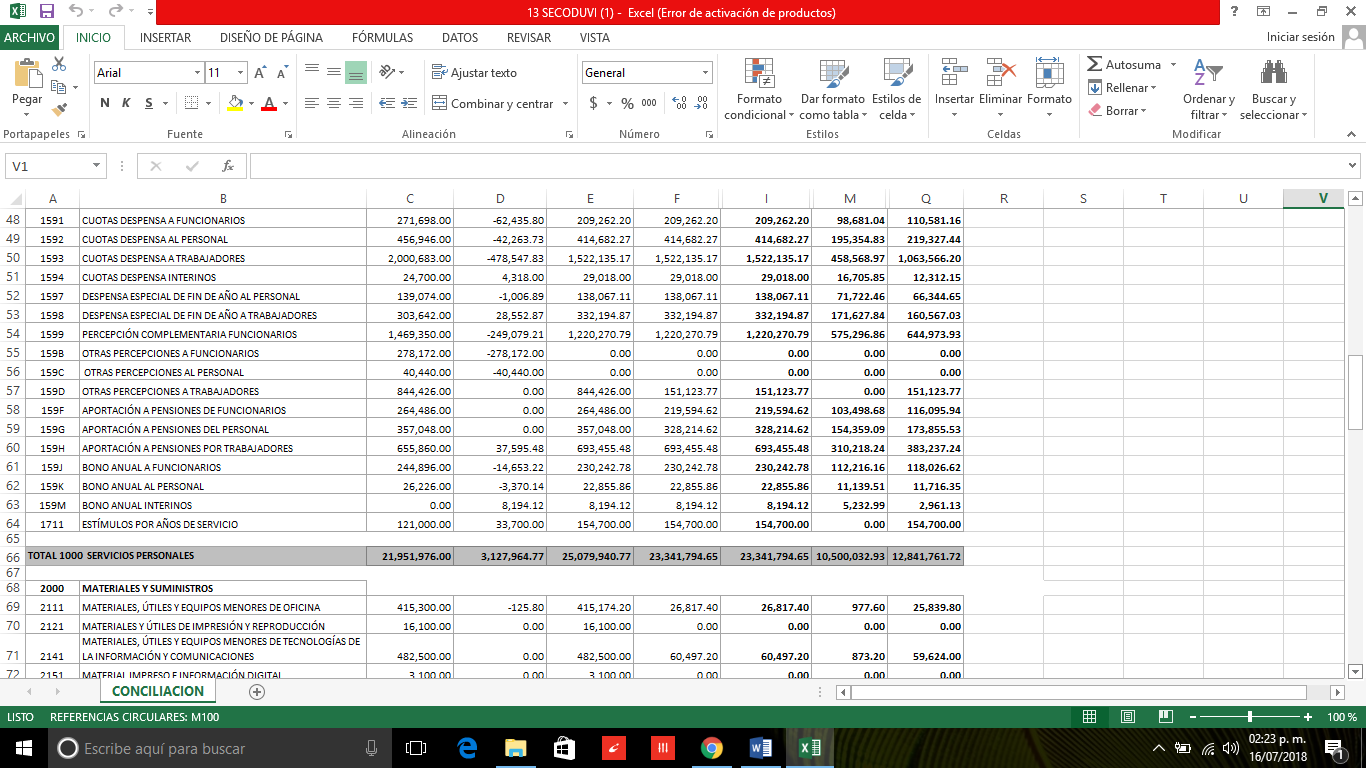 13 SECODUVI (1) - Excel (Error de activación de productos)
ARCHIVO INICIO INSERTAR DISEÑO DE PÁGINA FÓRMULAS DATOS REVISAR VISTA Iniciar sesión
Pegar
Arial 11
Ajustar texto
General
Autosuma
N K S
Combinar y centrar
$ % 000
Formato condicional
Dar formato como tabla
Estilos de celda
Insertar Eliminar Formato
Rellenar
Borrar
Ordenar y filtrar
Buscar y seleccionar
Portapapeles Fuente Alineación Número Estilos Celdas Modificar
V1 fx
A B C D E F I M Q R S T U V
48 1591 CUOTAS DESPENSA A FUNCIONARIOS 271,698.00 -62,435.80 209,262.20 209,262.20 209,262.20 98,681.04 110,581.16
49 1592 CUOTAS DESPENSA AL PERSONAL 456,946.00 -42,263.73 414,682.27 414,682.27 414,682.27 195,354.83 219,327.44
50 1593 CUOTAS DESPENSA A TRABAJADORES 2,000,683.00 -478,547.83 1,522,135.17 1,522,135.17 1,522,135.17 458,568.97 1,063,566.20
51 1594 CUOTAS DESPENSA INTERINOS 24,700.00 4,318.00 29,018.00 29,018.00 29,018.00 16,705.85 12,312.15
52 1597 DESPENSA ESPECIAL DE FIN DE AÑO AL PERSONAL 139,074.00 -1,006.89 138,067.11 138,067.11 138,067.11 71,722.46 66,344.65
53 1598 DESPENSA ESPECIAL DE FIN DE AÑO A TRABAJADORES 303,642.00 28,552.87 332,194.87 332,194.87 332,194.87 171,627.84 160,567.03
54 1599 PERCEPCIÓN COMPLEMENTARIA FUNCIONARIOS 1,469,350.00 -249,079.21 1,220,270.79 1,220,270.79 1,220,270.79 575,296.86 644,973.93
55 159B OTRAS PERCEPCIONES A FUNCIONARIOS 278,172.00 -278,172.00 0.00 0.00 0.00 0.00 0.00
56 159C OTRAS PERCEPCIONES AL PERSONAL 40,440.00 -40,440.00 0.00 0.00 0.00 0.00 0.00
57 159D OTRAS PERCEPCIONES A TRABAJADORES 844,426.00 0.00 844,426.00 151,123.77 151,123.77 0.00 151,123.77
58 159F APORTACIÓN A PENSIONES DE FUNCIONARIOS 264,486.00 0.00 264,486.00 219,594.62 219,594.62 103,498.68 116,095.94
59 159G APORTACIÓN A PENSIONES DEL PERSONAL 357,048.00 0.00 357,048.00 328,214.62 328,214.62 154,359.09 173,855.53
60 159H APORTACIÓN A PENSIONES POR TRABAJADORES 655,860.00 37,595.48 693,455.48 693,455.48 693,455.48 310,218.24 383,237.24
61 159J BONO ANUAL A FUNCIONARIOS 244,896.00 -14,653.22 230,242.78 230,242.78 230,242.78 112,216.16 118,026.62
62 159K BONO ANUAL AL PERSONAL 26,226.00 -3,370.14 22,855.86 22,855.86 22,855.86 11,139.51 11,716.35
63 159M BONO ANUAL INTERINOS 0.00 8,194.12 8,194.12 8,194.12 8,194.12 5,232.99 2,961.13
64 1711 ESTÍMULOS POR AÑOS DE SERVICIO 121,000.00 33,700.00 154,700.00 154,700.00 154,700.00 0.00 154,700.00
65
66 TOTAL 1000 SERVICIOS PERSONALES 21,951,976.00 3,127,964.77 25,079,940.77 23,341,794.65 23,341,794.65 10,500,032.93 12,841,761.72
67
68 2000 MATERIALES Y SUMINISTROS
69 2111 MATERIALES, ÚTILES Y EQUIPOS MENORES DE OFICINA 415,300.00 -125.80 415,174.20 26,817.40 26,817.40 977.60 25,839.80
70 2121 MATERIALES Y ÚTILES DE IMPRESIÓN Y REPRODUCCIÓN 16,100.00 0.00 16,100.00 0.00 0.00 0.00 0.00
MATERIALES, ÚTILES Y EQUIPOS MENORES DE TECNOLOGÍAS DE
71 2141 LA INFORMACIÓN Y COMUNICACIONES 482,500.00 0.00 482,500.00 60,497.20 60,497.20 873.20 59,624.00
72 2151 MATERIAL IMPRESO E INFORMACIÓN DIGITAL 3,100.00 0.00 3,100.00 0.00 0.00 0.00 0.00
CONCILIACION
LISTO REFERENCIAS CIRCULARES: M100 100 %
Escribe aquí para buscar
02:23 p. m.
16/07/2018
1